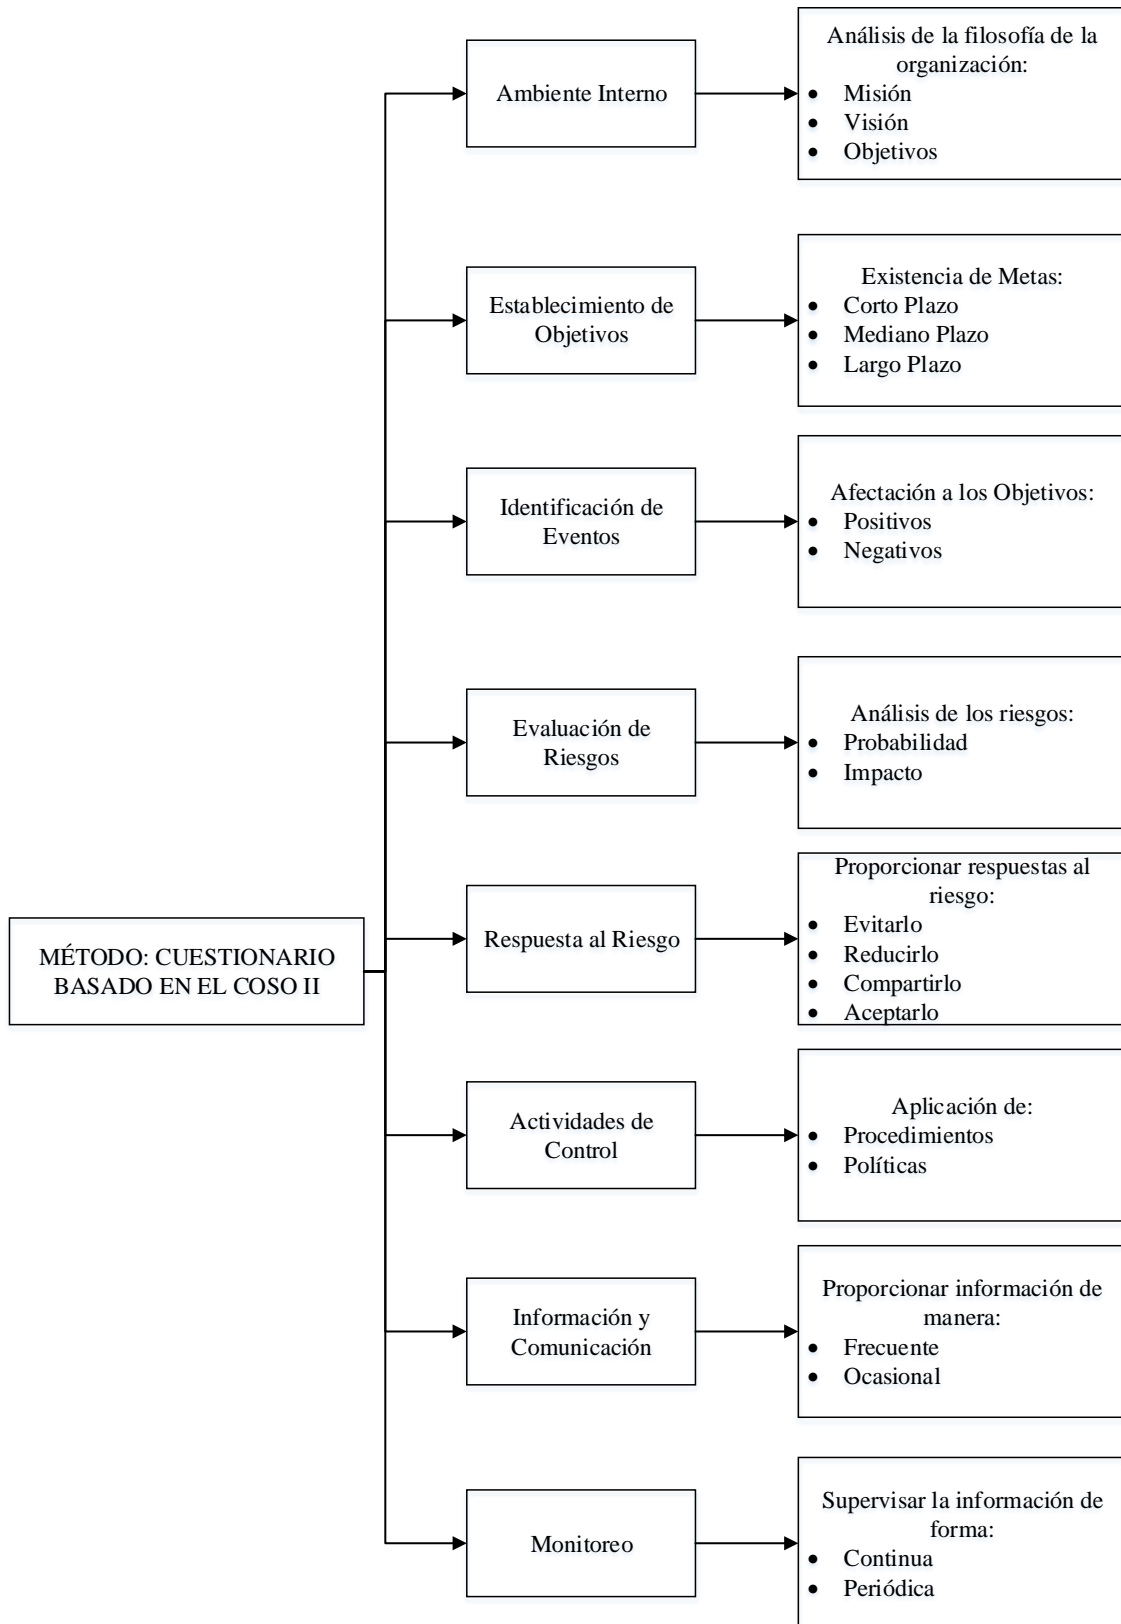 Ambiente Interno
Análisis de la filosofía de la
organización:
• Misión
• Visión
• Objetivos
Establecimiento de
Objetivos
Existencia de Metas:
• Corto Plazo
• Mediano Plazo
• Largo Plazo
Identificación de
Eventos
Afectación a los Objetivos:
• Positivos
• Negativos
Evaluación de
Riesgos
Análisis de los riesgos:
• Probabilidad
• Impacto
MÉTODO: CUESTIONARIO
BASADO EN EL COSO II
Respuesta al Riesgo
Proporcionar respuestas al
riesgo:
• Evitarlo
• Reducirlo
• Compartirlo
• Aceptarlo
Actividades de
Control
Aplicación de:
• Procedimientos
• Políticas
Información y
Comunicación
Proporcionar información de
manera:
• Frecuente
• Ocasional
Monitoreo
Supervisar la información de
forma:
• Continua
• Periódica